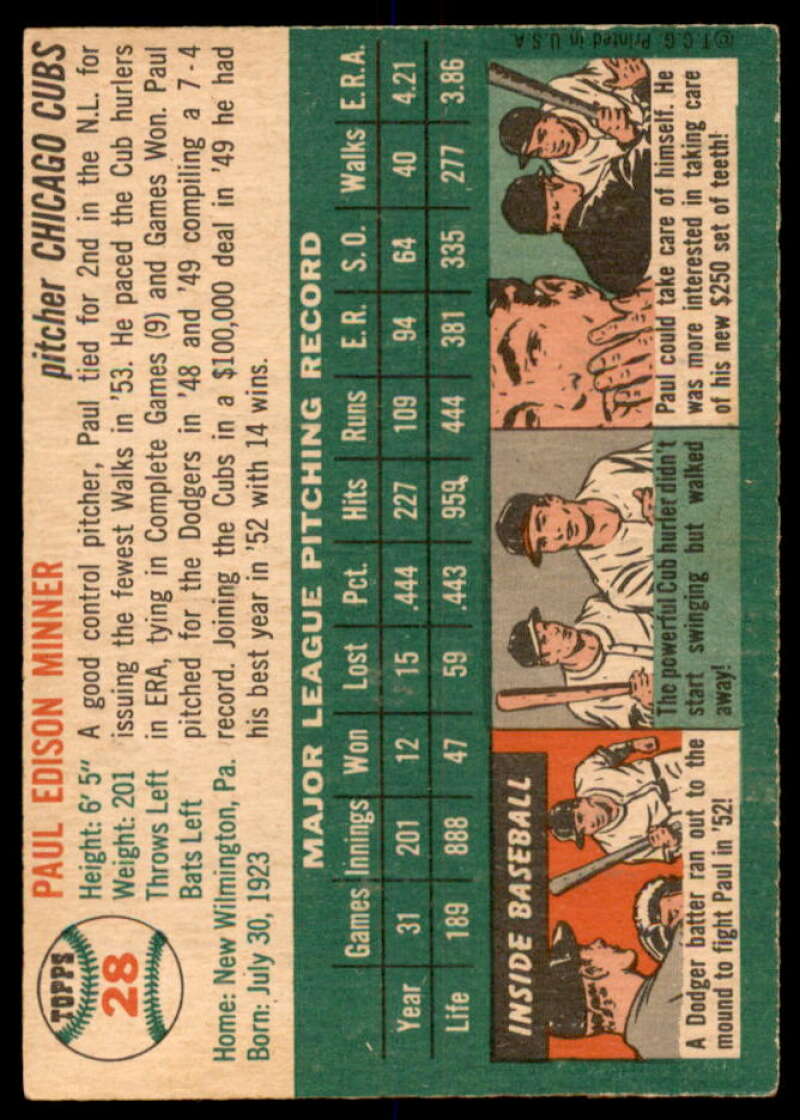 TOPPS
28
PAUL EDISON MINNER
pitcher CHICAGO CUBS
Height: 6' 5"
Weight: 201
Throws Left
Bats Left
Home: New Wilmington, Pa.
Born: July 30, 1923
A good control pitcher, Paul tied for 2nd in the N.L. for
issuing the fewest Walks in '53. He paced the Cub hurlers
in ERA, tying in Complete Games (9) and Games Won. Paul
pitched for the Dodgers in '48 and '49 compiling a 7-4
record. Joining the Cubs in a $100,000 deal in '49 he had
his best year in '52 with 14 wins.
MAJOR LEAGUE PITCHING RECORD
Games Innings Won Lost Pct. Hits Runs E.R. S.O. Walks E.R.A.
Year 31 201 12 15 .444 227 109 94 64 40 4.21
Life 189 888 47 59 .443 959 444 381 335 277 3.86
INSIDE BASEBALL
A Dodger batter ran out to the
mound to fight Paul in '52!
The powerful Cub hurler didn't
start swinging but walked
away!
Paul could take care of himself. He
was more interested in taking care
of his new $250 set of teeth!
©T.C.G. Printed in U.S.A